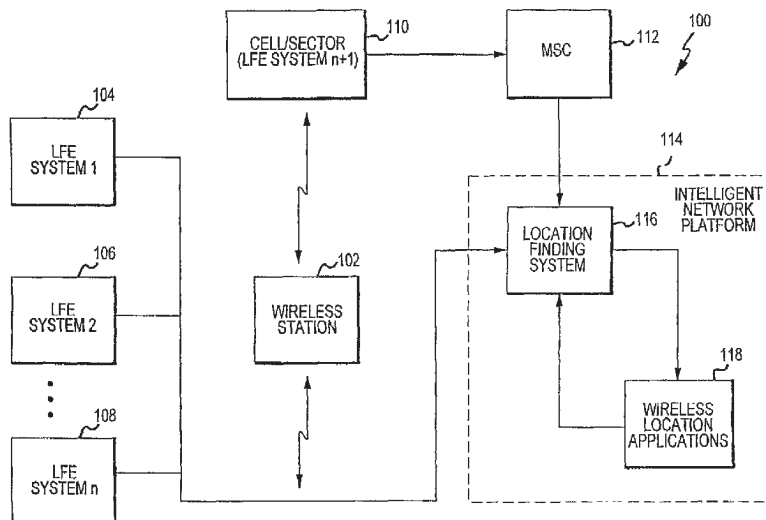 110
CELL/SECTOR
(LFE SYSTEM n+1)
112
MSC
100
104
LFE
SYSTEM 1
114
INTELLIGENT
NETWORK
PLATFORM
116
LOCATION
FINDING
SYSTEM
106
LFE
SYSTEM 2
102
WIRELESS
STATION
118
WIRELESS
LOCATION
APPLICATIONS
108
LFE
SYSTEM n